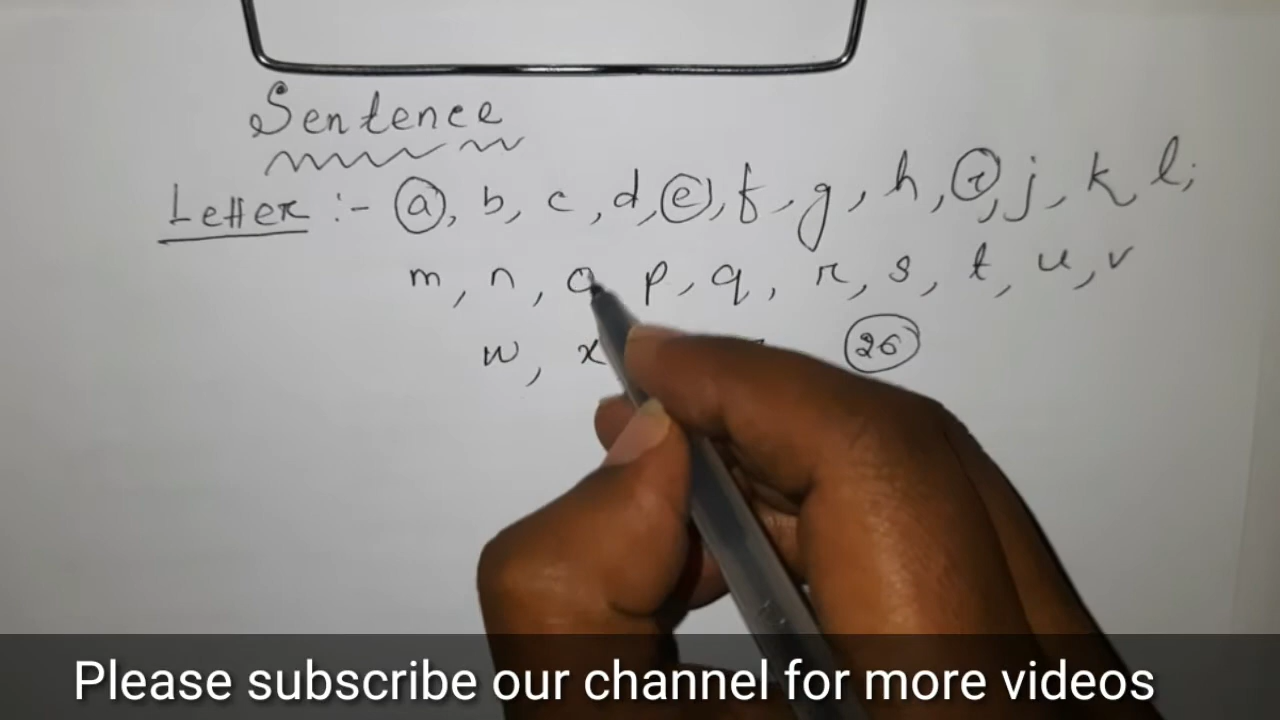 Sentence
Letter :- a, b, c, d, e, f, g, h, i, j, k l,
m, n, o p, q, r, s, t, u, v
w, x 26
Please subscribe our channel for more videos